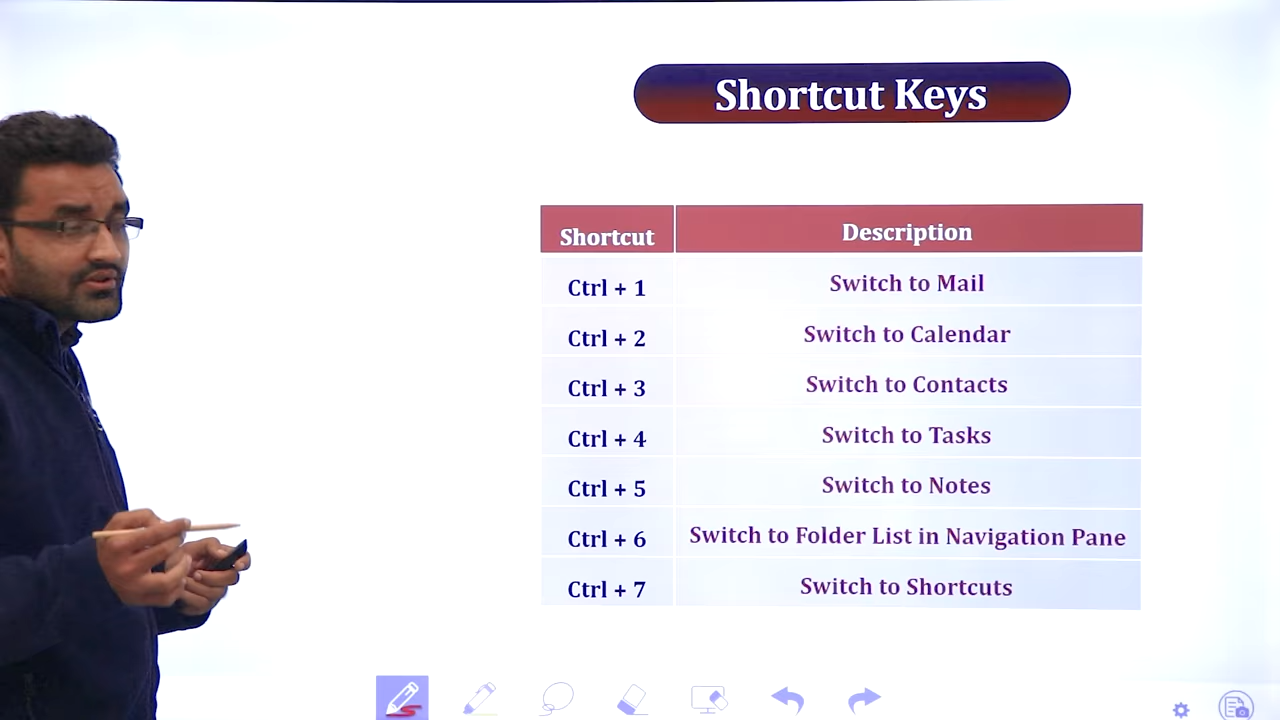 Shortcut Keys
Shortcut Description
Ctrl + 1 Switch to Mail
Ctrl + 2 Switch to Calendar
Ctrl + 3 Switch to Contacts
Ctrl + 4 Switch to Tasks
Ctrl + 5 Switch to Notes
Ctrl + 6 Switch to Folder List in Navigation Pane
Ctrl + 7 Switch to Shortcuts